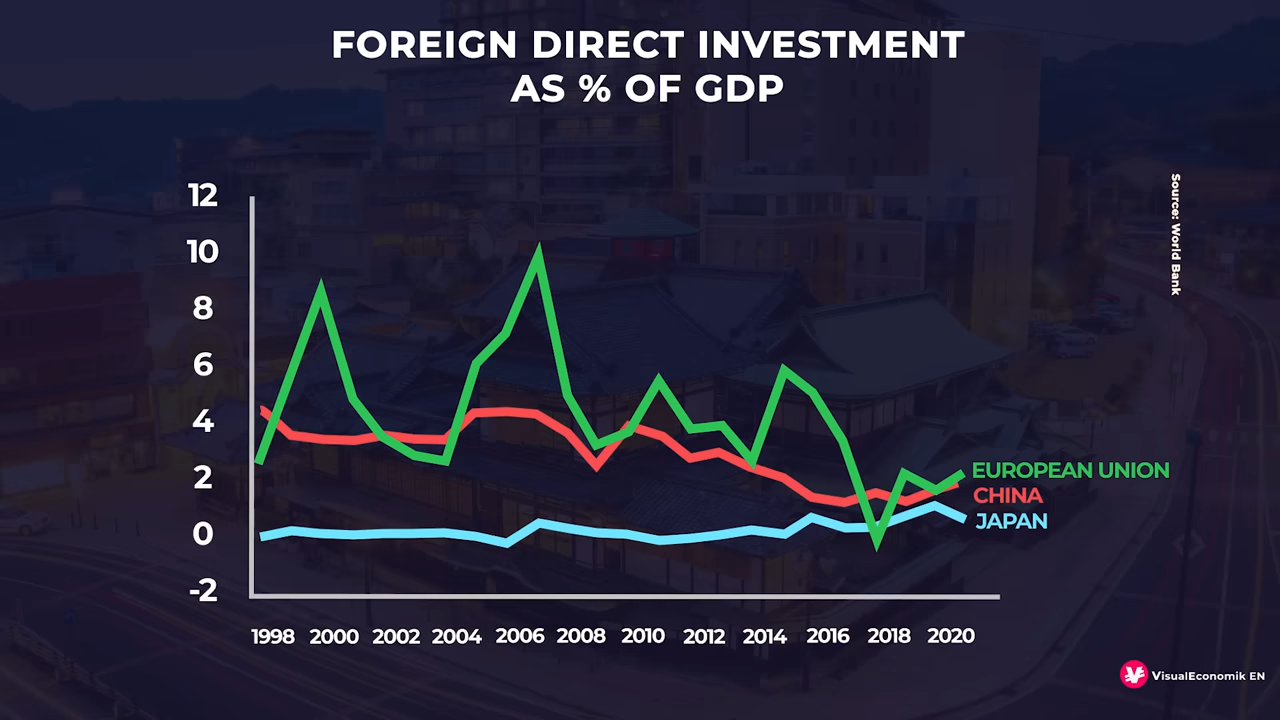 FOREIGN DIRECT INVESTMENT
AS % OF GDP
12
10
8
6
4
2
0
-2
Source: World Bank
EUROPEAN UNION
CHINA
JAPAN
1998 2000 2002 2004 2006 2008 2010 2012 2014 2016 2018 2020
VisualEconomik EN